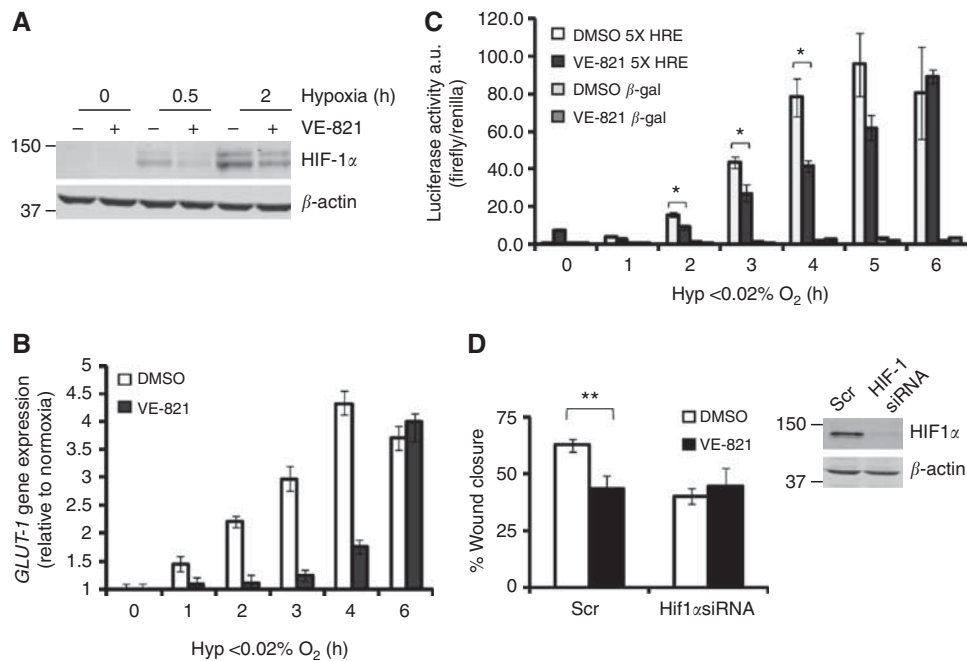 A
0 0.5 2 Hypoxia (h)
– + – + – + VE-821
150
HIF-1α
37
β-actin
B
GLUT-1 gene expression
(relative to normoxia)
5
4.5
4
3.5
3
2.5
2
1.5
1
DMSO
VE-821
0 1 2 3 4 6
Hyp <0.02% O2 (h)
C
Luciferase activity a.u.
(firefly/renilla)
120.0
100.0
80.0
60.0
40.0
20.0
0.0
DMSO 5X HRE
VE-821 5X HRE
DMSO β-gal
VE-821 β-gal
* * *
0 1 2 3 4 5 6
Hyp <0.02% O2 (h)
D
% Wound closure
75
50
25
0
**
DMSO
VE-821
Scr Hif1αsiRNA
Scr
HIF-1
siRNA
150
HIF1α
37
β-actin